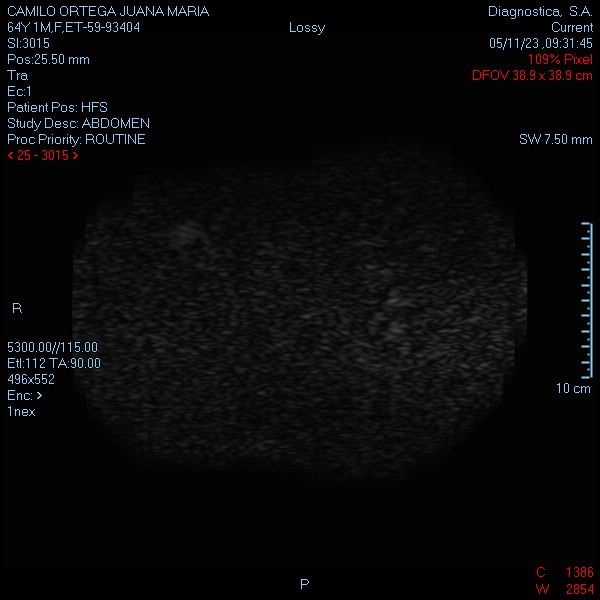 CAMILO ORTEGA JUANA MARIA
64Y 1M,F,ET-59-93404
SI:3015
Pos:25.50 mm
Tra
Ec:1
Patient Pos: HFS
Study Desc: ABDOMEN
Proc Priority: ROUTINE
< 25 - 3015 >
Lossy
Diagnostica, S.A.
Current
05/11/23 ,09:31:45
109% Pixel
DFOV 38.9 x 38.9 cm
SW 7.50 mm
R
5300.00//115.00
Etl:112 TA:90.00
496x552
Enc: >
1nex
10 cm
P
C 1386
W 2854